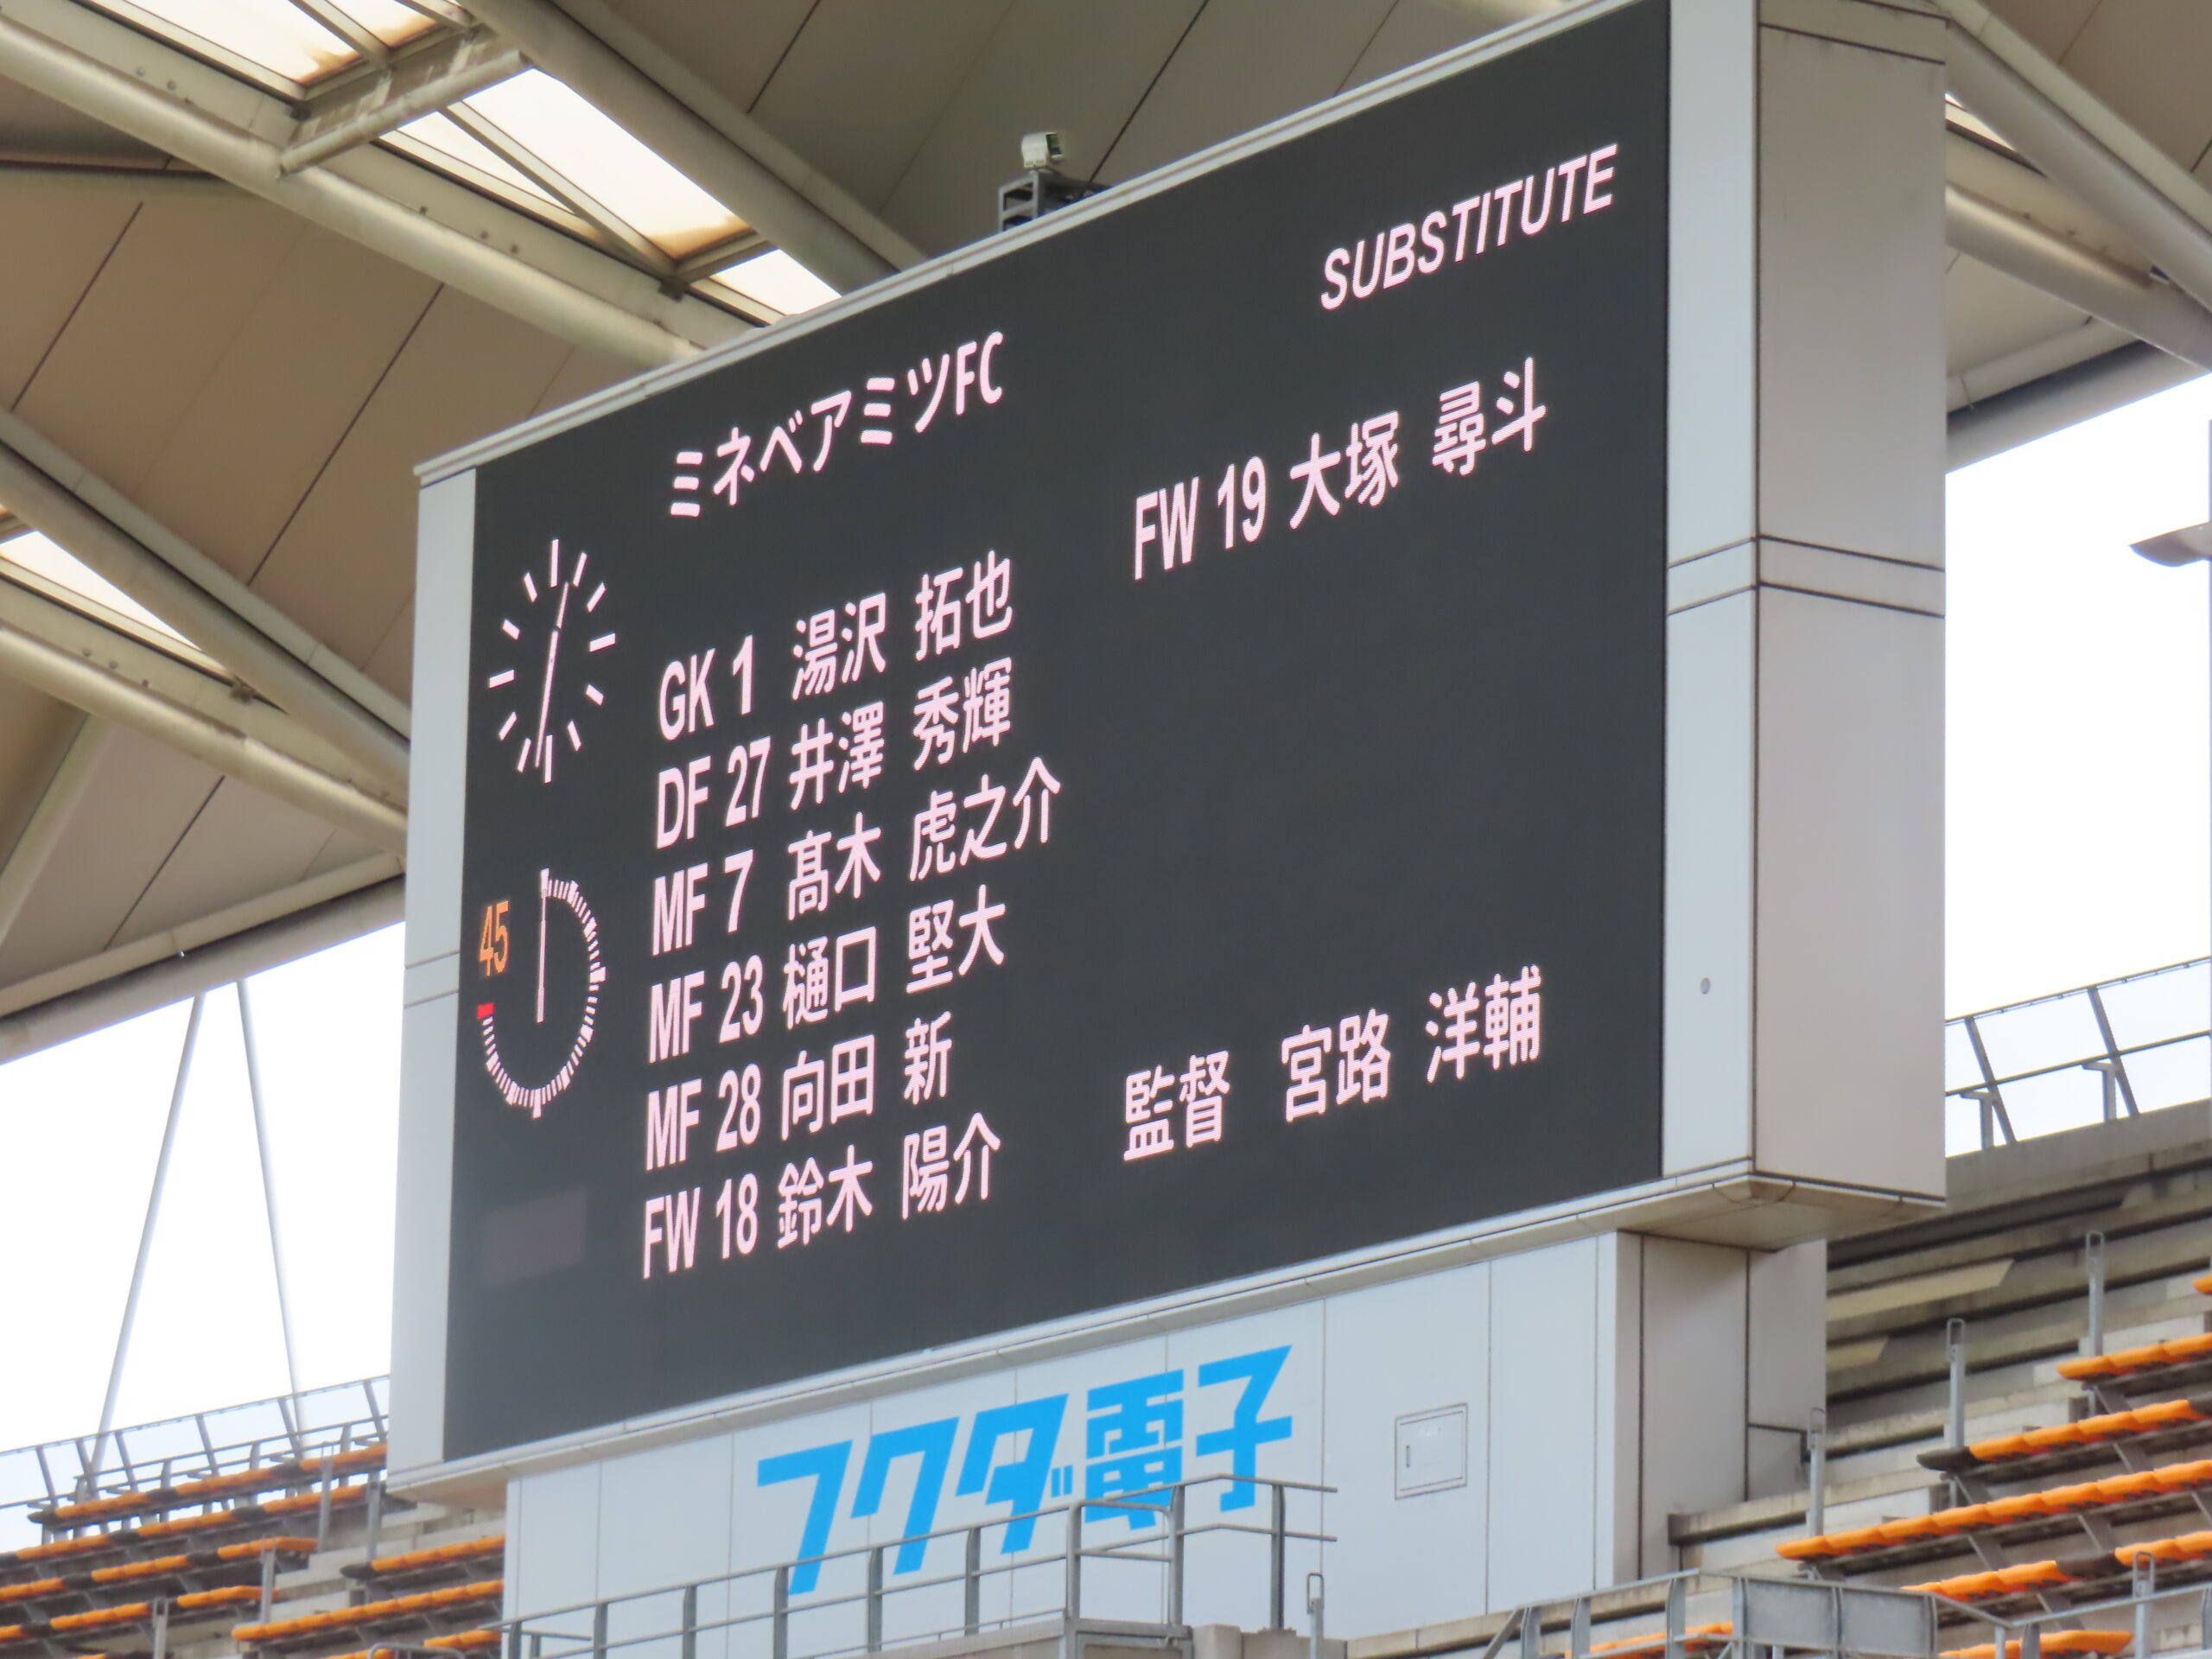 ミネベアミツFC
SUBSTITUTE
GK 1 湯沢 拓也
DF 27 井澤 秀輝
MF 7 髙木 虎之介
MF 23 樋口 堅大
MF 28 向田 新
FW 18 鈴木 陽介
FW 19 大塚 尋斗
監督 宮路 洋輔
45
フクダ電子